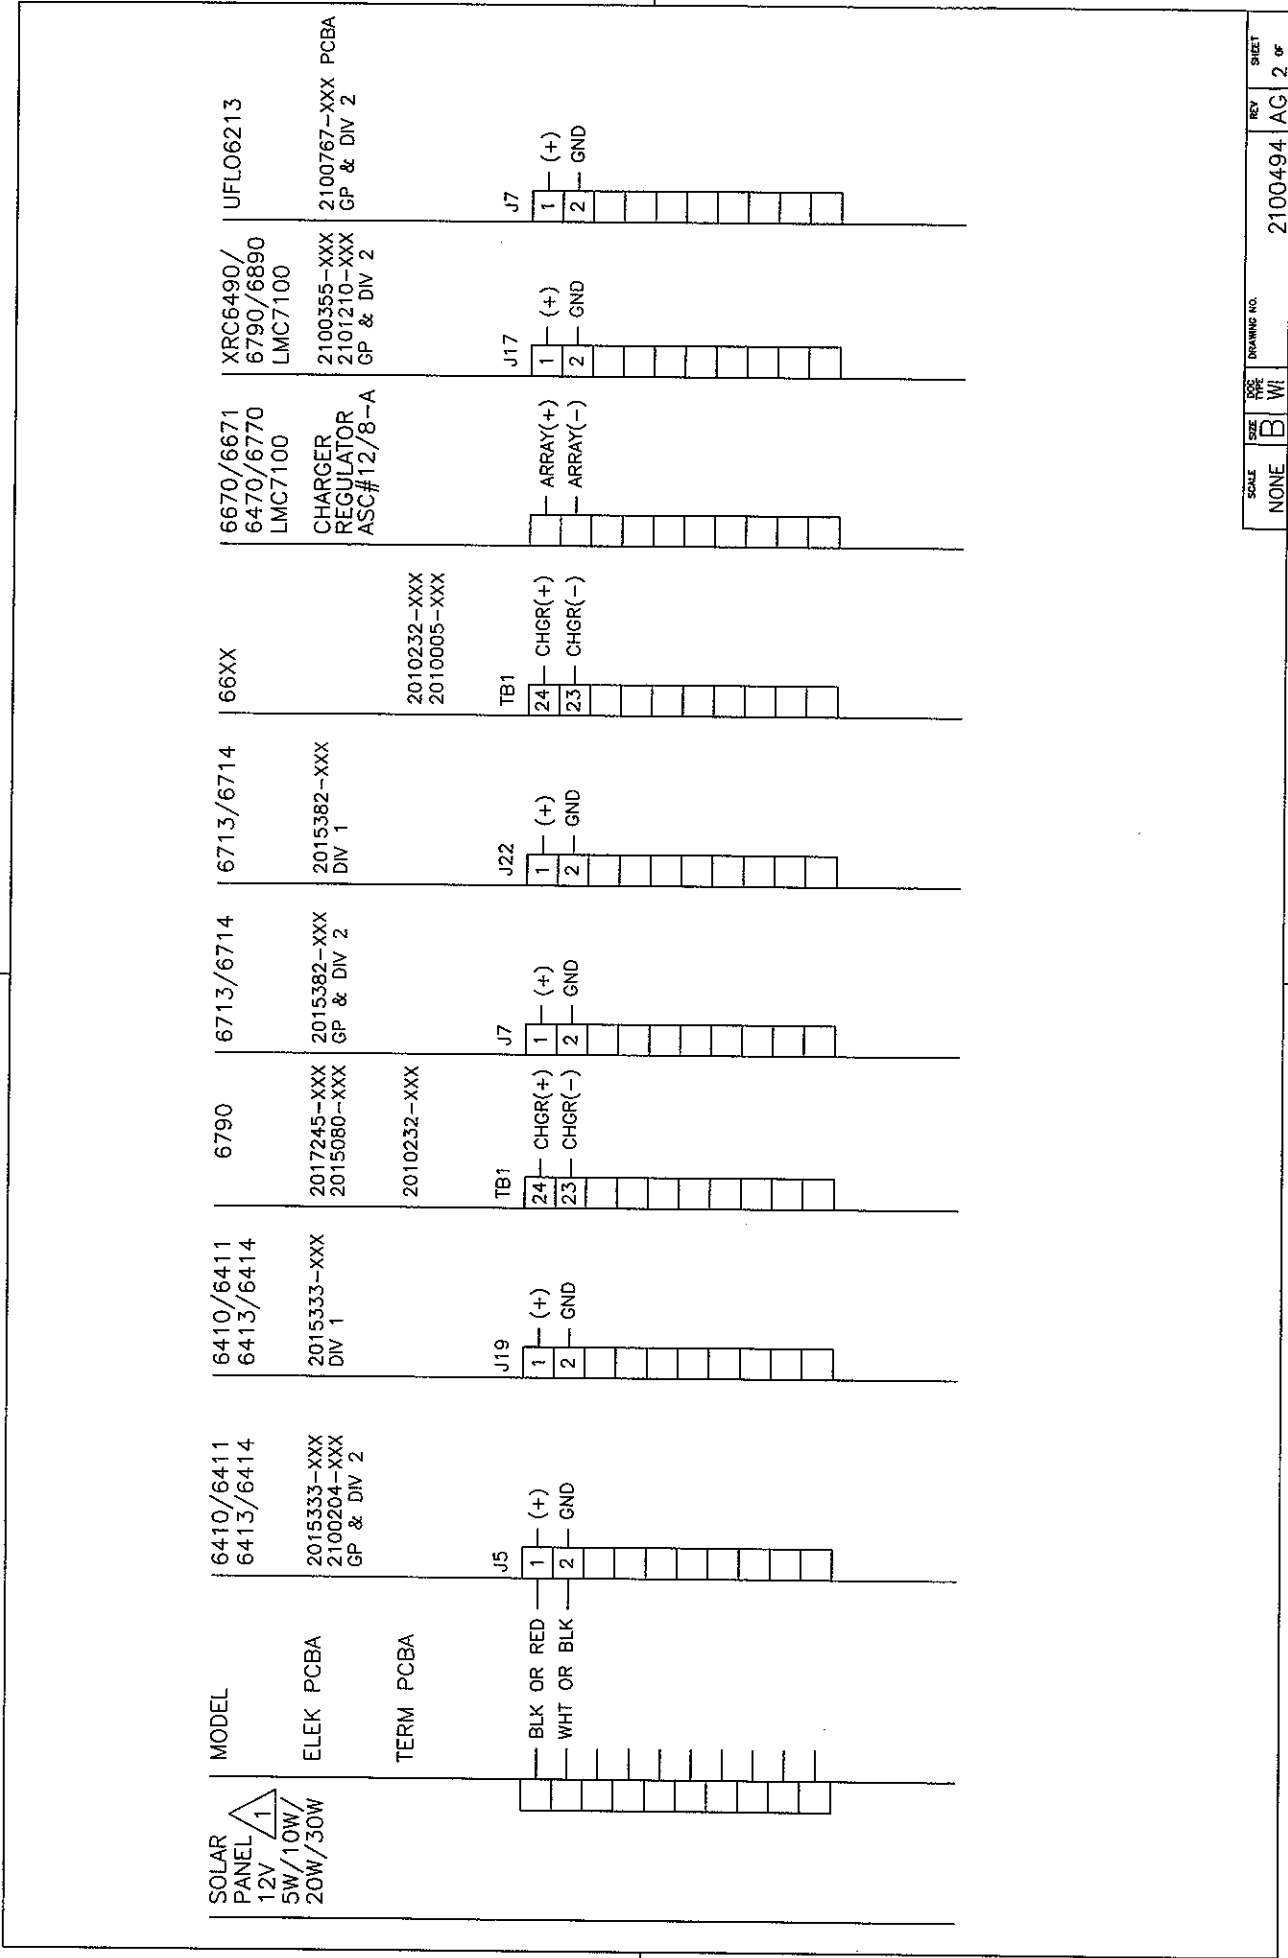 SOLAR
PANEL
12V
1
5W/10W/
20W/30W
MODEL
ELEK PCBA
TERM PCBA
BLK OR RED
WHT OR BLK
6410/6411
6413/6414
2015333-XXX
2100204-XXX
GP & DIV 2
J5
1 (+)
2 GND
6410/6411
6413/6414
2015333-XXX
DIV 1
J19
1 (+)
2 GND
6790
2017245-XXX
2015080-XXX
2010232-XXX
TB1
24 CHGR(+)
23 CHGR(-)
6713/6714
2015382-XXX
GP & DIV 2
J7
1 (+)
2 GND
6713/6714
2015382-XXX
DIV 1
J22
1 (+)
2 GND
66XX
2010232-XXX
2010005-XXX
TB1
24 CHGR(+)
23 CHGR(-)
6670/6671
6470/6770
LMC7100
CHARGER
REGULATOR
ASC#12/8-A
ARRAY(+)
ARRAY(-)
XRC6490/
6790/6890
LMC7100
2100355-XXX
2101210-XXX
GP & DIV 2
J17
1 (+)
2 GND
UFLO6213
2100767-XXX PCBA
GP & DIV 2
J7
1 (+)
2 GND
SCALE
NONE
SIZE
B
DOC TYPE
WI
DRAWING NO.
2100494
REV
AG
SHEET
2 OF